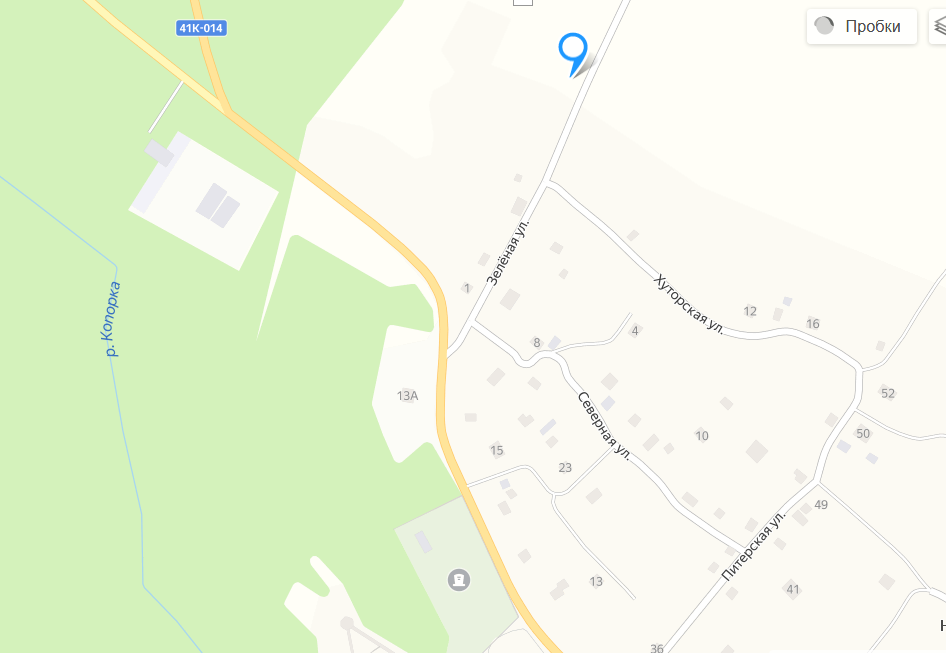 41К-014
Пробки
р. Копорка
Зелёная ул.
1
Хуторская ул.
12
16
4
8
13А
52
Северная ул.
10
50
15
23
49
Питерская ул.
13
41
36
Н